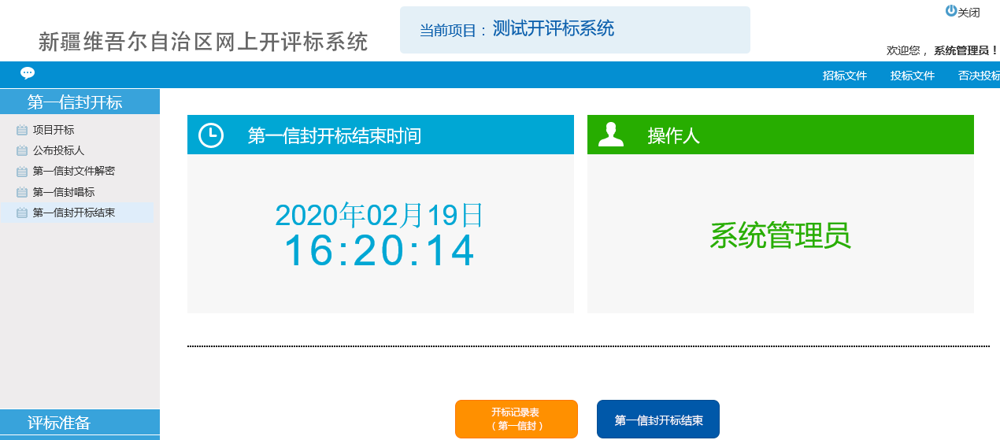 关闭
当前项目： 测试开评标系统
新疆维吾尔自治区网上开评标系统
欢迎您， 系统管理员！
招标文件 投标文件 否决投标
第一信封开标
项目开标
公布投标人
第一信封文件解密
第一信封唱标
第一信封开标结束
评标准备
第一信封开标结束时间
2020年02月19日
16:20:14
操作人
系统管理员
开标记录表
（第一信封）
第一信封开标结束